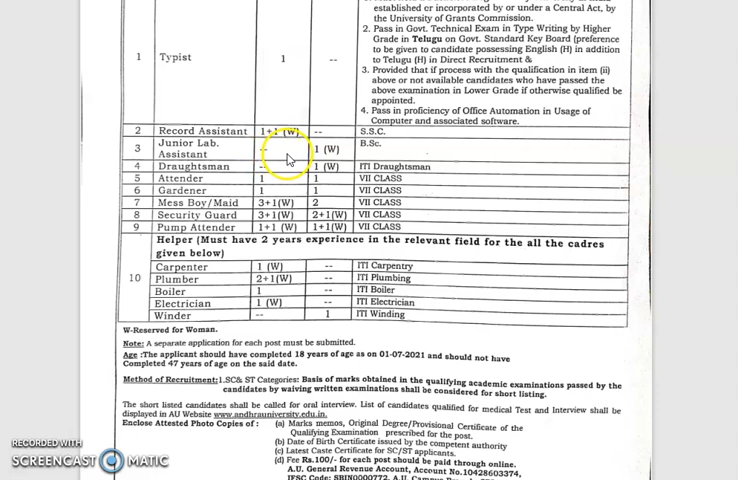 established or incorporated by or under a Central Act, by
the University of Grants Commission.
2. Pass in Govt. Technical Exam in Type Writing by Higher
Grade in Telugu on Govt. Standard Key Board (preference
to be given to candidate possessing English (H) in addition
to Telugu (H) in Direct Recruitment &
1 Typist 1 --
3. Provided that if process with the qualification in item (ii)
above or not available candidates who have passed the
above examination in Lower Grade if otherwise qualified be
appointed.
4. Pass in proficiency of Office Automation in Usage of
Computer and associated software.
2 Record Assistant 1+1 (W) -- S.S.C.
3 Junior Lab. Assistant -- 1 (W) B.Sc.
4 Draughtsman -- 1 (W) ITI Draughtsman
5 Attender 1 1 VII CLASS
6 Gardener 1 1 VII CLASS
7 Mess Boy/Maid 3+1(W) 2 VII CLASS
8 Security Guard 3+1(W) 2+1(W) VII CLASS
9 Pump Attender 1+1 (W) 1+1(W) VII CLASS
10 Helper (Must have 2 years experience in the relevant field for the all the cadres
given below)
Carpenter 1 (W) -- ITI Carpentry
Plumber 2+1(W) -- ITI Plumbing
Boiler 1 -- ITI Boiler
Electrician 1 (W) -- ITI Electrician
Winder -- 1 ITI Winding
W-Reserved for Woman.
Note: A separate application for each post must be submitted.
Age :The applicant should have completed 18 years of age as on 01-07-2021 and should not have
Completed 47 years of age on the said date.
Method of Recruitment:1.SC& ST Categories: Basis of marks obtained in the qualifying academic examinations passed by the
candidates by waiving written examinations shall be considered for short listing.
The short listed candidates shall be called for oral interview. List of candidates qualified for medical Test and Interview shall be
displayed in AU Website www.andhrauniversity.edu.in.
Enclose Attested Photo Copies of : (a) Marks memos, Original Degree/Provisional Certificate of the
Qualifying Examination prescribed for the post.
(b) Date of Birth Certificate issued by the competent authority
(c) Latest Caste Certificate for SC/ST applicants.
(d) Fee Rs.100/- for each post should be paid through online.
A.U. General Revenue Account, Account No.10428603374,
RECORDED WITH
SCREENCAST MATIC